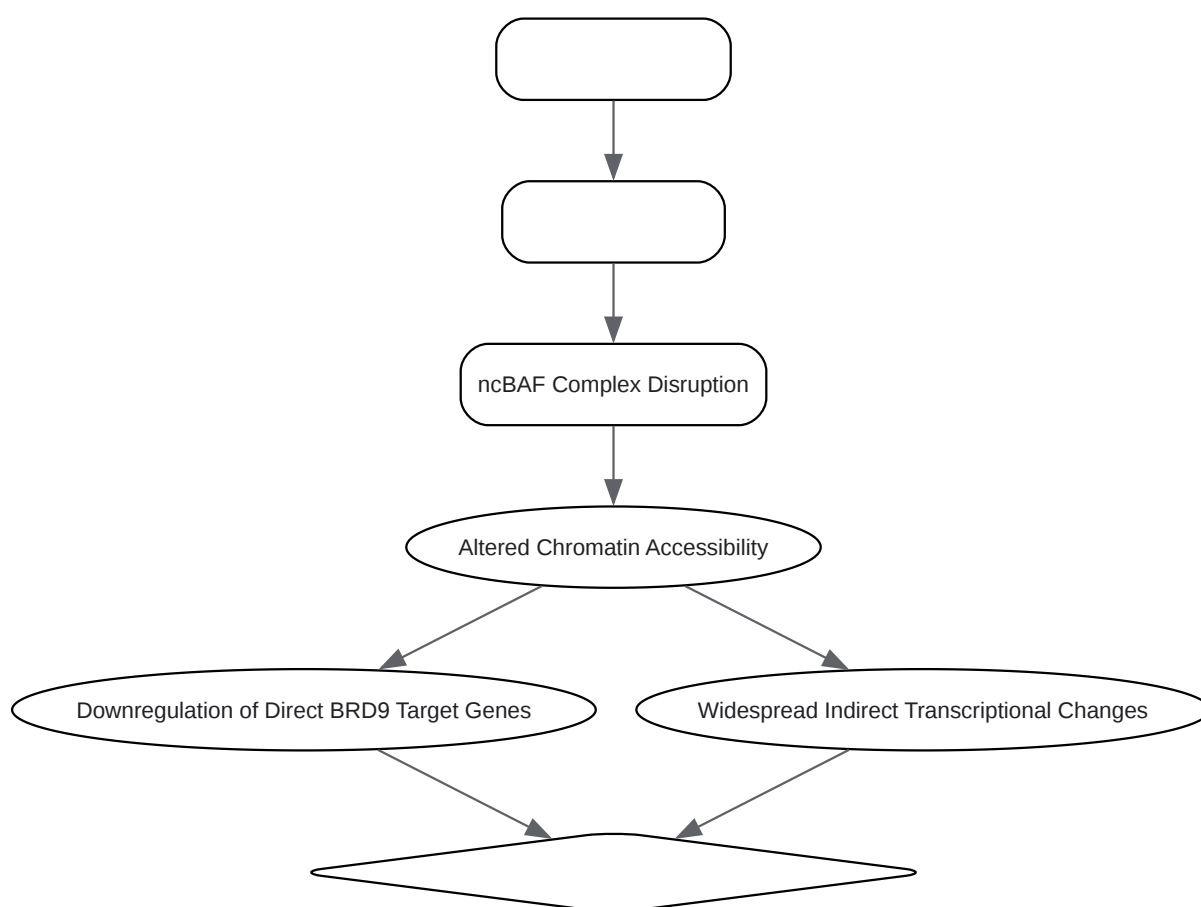 ncBAF Complex Disruption
Altered Chromatin Accessibility
Downregulation of Direct BRD9 Target Genes
Widespread Indirect Transcriptional Changes